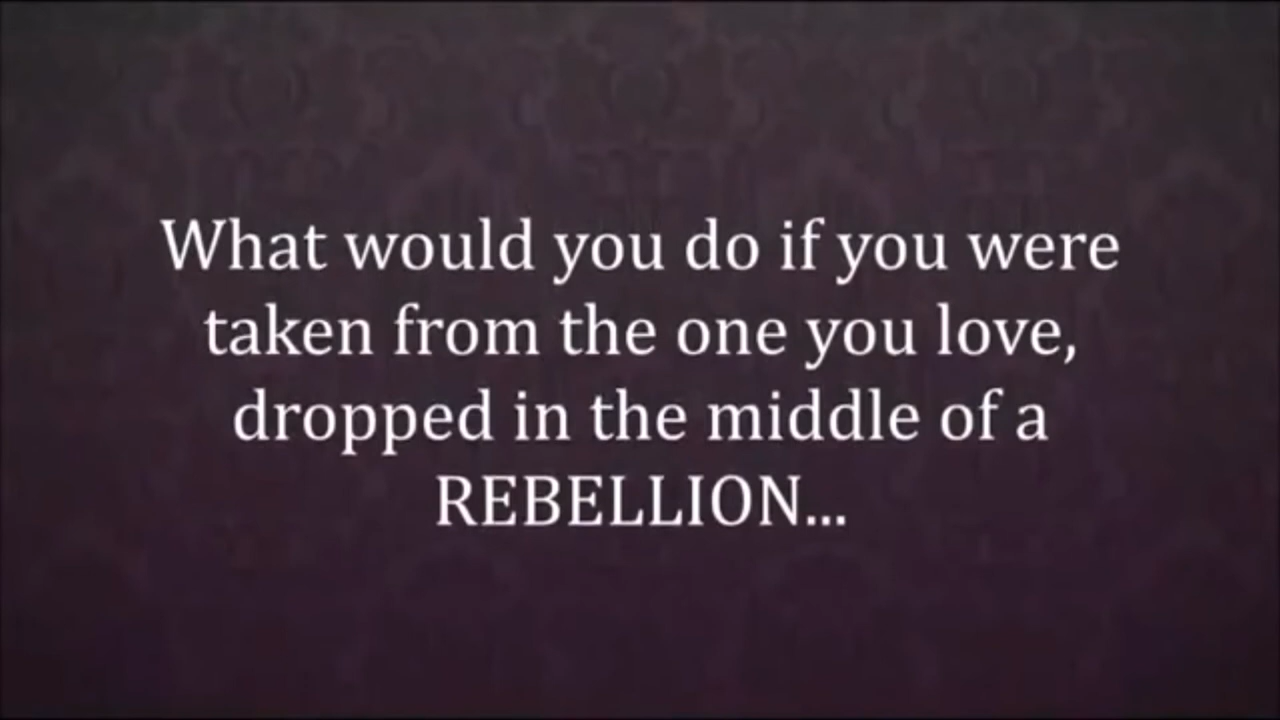 What would you do if you were
taken from the one you love,
dropped in the middle of a
REBELLION...